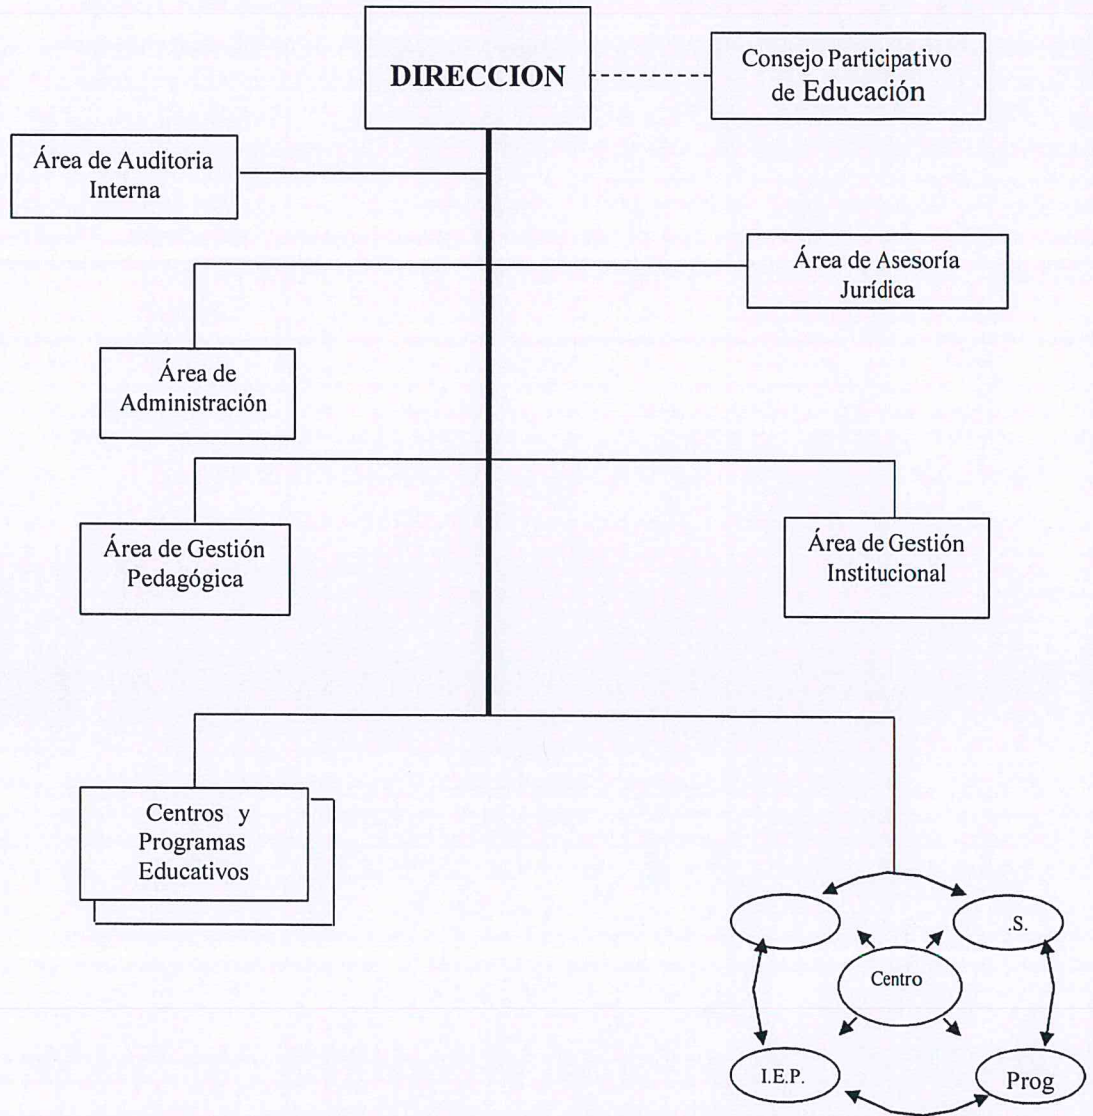 DIRECCION
Consejo Participativo
de Educación
Área de Auditoria
Interna
Área de Asesoría
Jurídica
Área de
Administración
Área de Gestión
Pedagógica
Área de Gestión
Institucional
Centros y
Programas
Educativos
.S.
Centro
I.E.P.
Prog